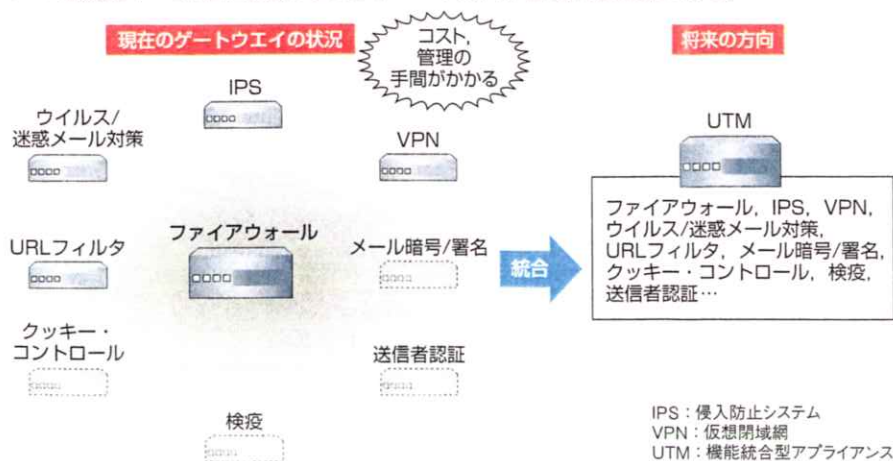 現在のゲートウエイの状況
コスト,
管理の
手間がかかる
将来の方向
IPS
ウイルス/
迷惑メール対策
VPN
UTM
URLフィルタ
ファイアウォール
メール暗号/署名
統合
ファイアウォール, IPS, VPN,
ウイルス/迷惑メール対策,
URLフィルタ, メール暗号/署名,
クッキー・コントロール, 検疫,
送信者認証…
クッキー・
コントロール
送信者認証
検疫
IPS:侵入防止システム
VPN:仮想閉域網
UTM:機能統合型アプライアンス